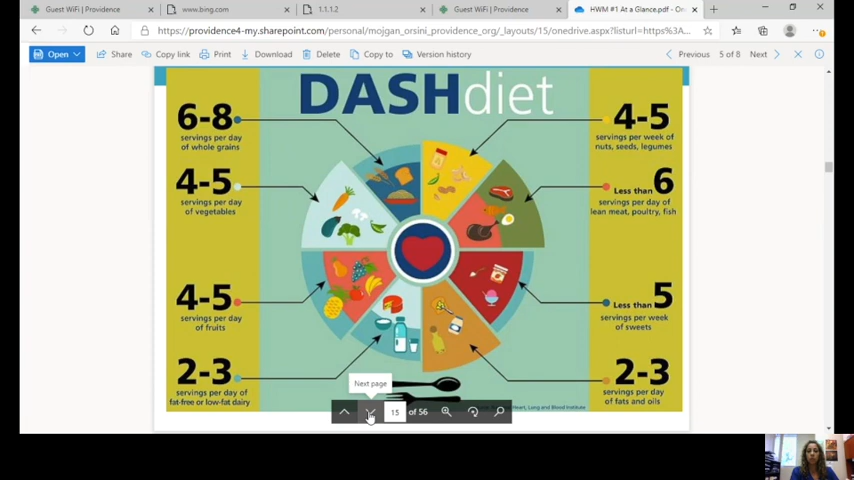 Guest WiFi | Providence
www.bing.com
1.1.1.2
Guest WiFi | Providence
HWM #1 At a Glance.pdf - On
https://providence4-my.sharepoint.com/personal/mojgan_orsini_providence_org/_layouts/15/onedrive.aspx?listurl=https%3A...
Open
Share
Copy link
Print
Download
Delete
Copy to
Version history
Previous
5 of 8
Next
DASHdiet
6-8
servings per day
of whole grains
4-5
servings per day
of vegetables
4-5
servings per day
of fruits
2-3
servings per day of
fat-free or low-fat dairy
4-5
servings per week of
nuts, seeds, legumes
Less than 6
servings per day of
lean meat, poultry, fish
Less than 5
servings per week
of sweets
2-3
servings per day
of fats and oils
Next page
Heart, Lung and Blood Institute
15 of 56